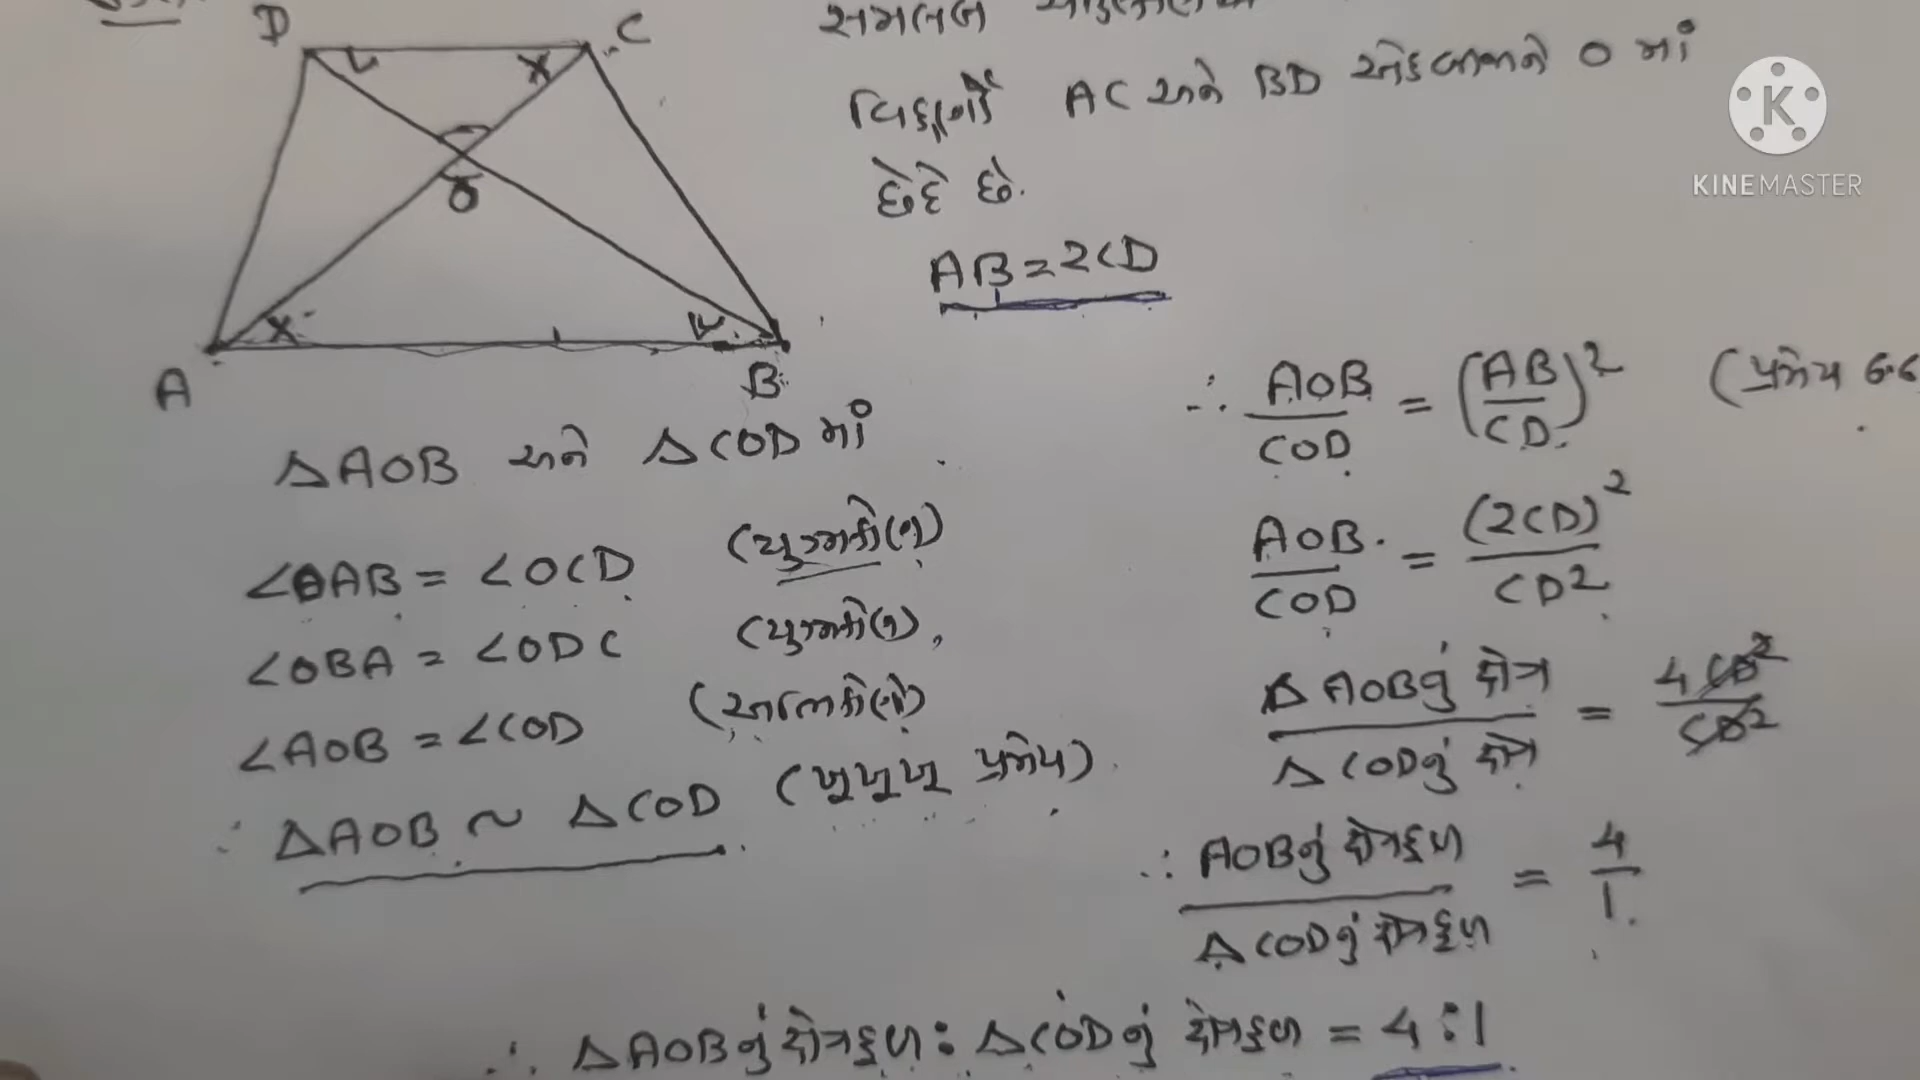 D C
સમલંબ
વિકર્ણો AC અને BD એકબીજાને O માં
છેદે છે.
AB = 2CD
A B
O
ΔAOB અને ΔCOD માં
∠OAB = ∠OCD (યુગ્મકોણ)
∠OBA = ∠ODC (યુગ્મકોણ)
∠AOB = ∠COD (અભિકોણો)
∴ ΔAOB ~ ΔCOD (ખૂખૂખૂ પ્રમેય)
∴ AOB/COD = (AB/CD)² (પ્રમેય 6.6
AOB/COD = (2CD)²/CD²
ΔAOBનું ક્ષેત્ર/ΔCODનું ક્ષેત્ર = 4CD²/CD²
∴ AOBનું ક્ષેત્રફળ/ΔCODનું ક્ષેત્રફળ = 4/1
∴ ΔAOBનું ક્ષેત્રફળ : ΔCODનું ક્ષેત્રફળ = 4:1
K
KINEMASTER